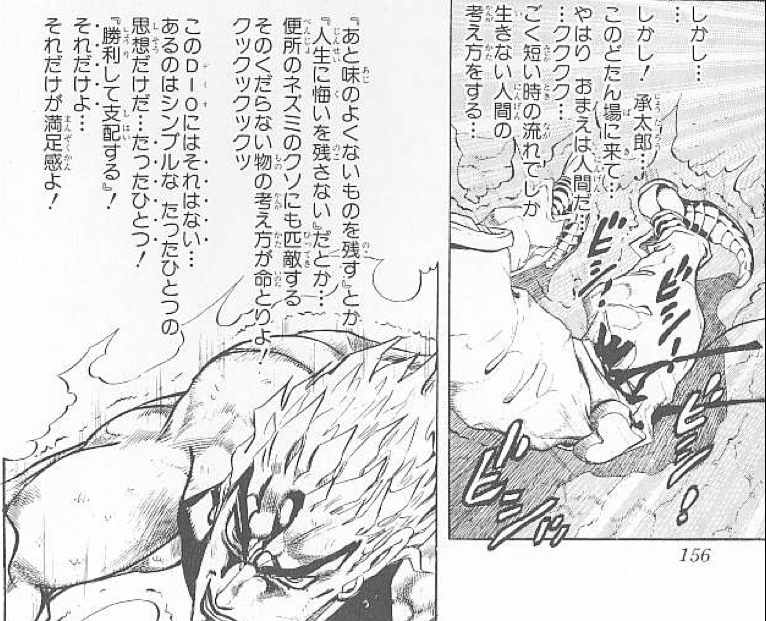 …
しかし…
しかし！承太郎…
このどたん場に来て…
やはり　おまえは人間だ…
…ククク…
ごく短い時の流れでしか
生きない人間の
考え方をする…
『あと味のよくないものを残す』とか
『人生に悔いを残さない』だとか…
便所のネズミのクソにも匹敵する
そのくだらない物の考え方が命とりよ！
クックックックッ
このDIOにはそれはない…
あるのはシンプルな　たったひとつの
思想だけだ…たったひとつ！
『勝利して支配する』！
それだけよ…
それだけが満足感よ！
ビシ！
ビシ！
ビシ！
ビシッ
156